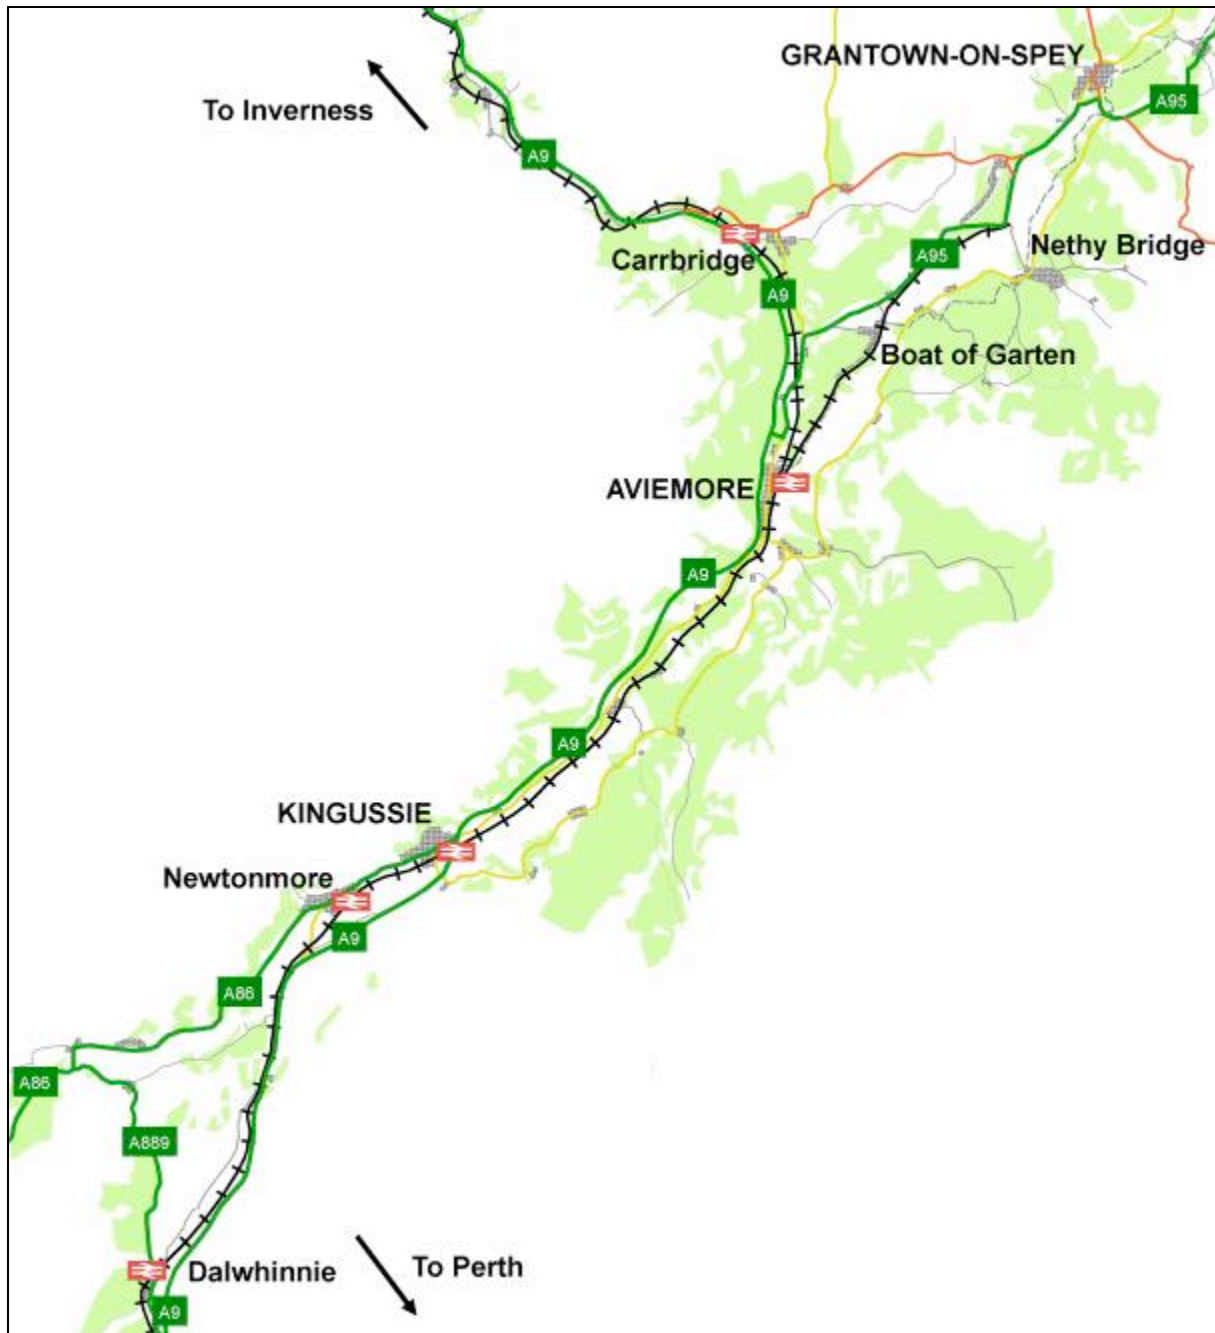 GRANTOWN-ON-SPEY
A95
To Inverness
A9
Carrbridge
A95
Nethy Bridge
A9
Boat of Garten
AVIEMORE
A9
A9
KINGUSSIE
Newtonmore
A9
A86
A86
A889
Dalwhinnie
To Perth
A9